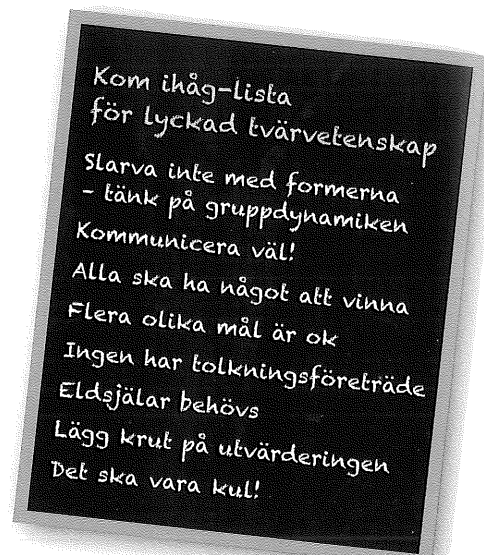 Kom ihåg-lista
för lyckad tvärvetenskap
Slarva inte med formerna
- tänk på gruppdynamiken
Kommunicera väl!
Alla ska ha något att vinna
Flera olika mål är ok
Ingen har tolkningsföreträde
Eldsjälar behövs
Lägg krut på utvärderingen
Det ska vara kul!